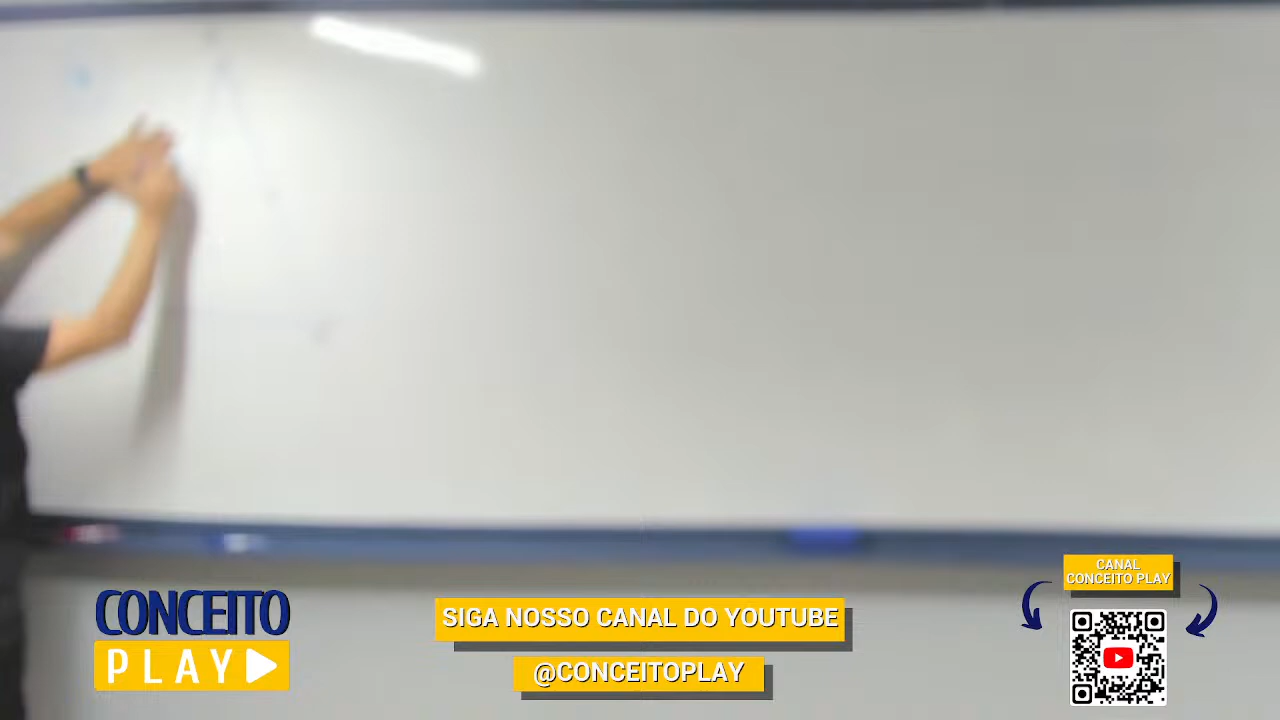 CONCEITO
PLAY
SIGA NOSSO CANAL DO YOUTUBE
@CONCEITOPLAY
CANAL
CONCEITO PLAY